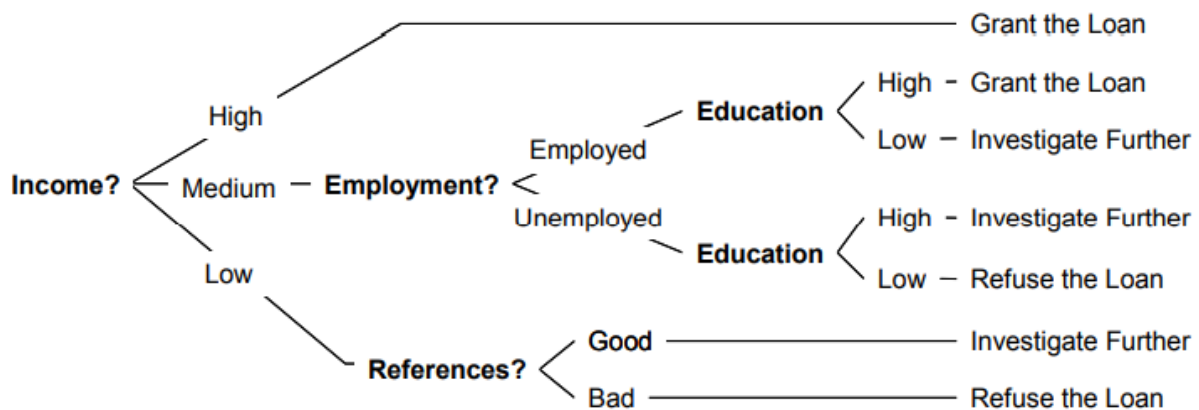 Grant the Loan
High – Grant the Loan
High
Education
Employed
Low – Investigate Further
Income?
Medium – Employment?
Unemployed
High – Investigate Further
Education
Low
Low – Refuse the Loan
Good
Investigate Further
References?
Bad
Refuse the Loan